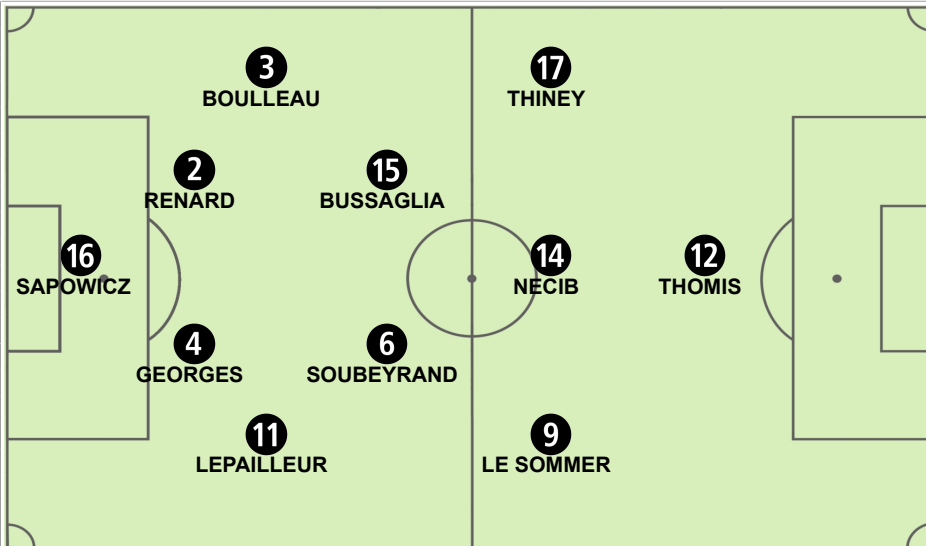 3
BOULLEAU
17
THINEY
2
RENARD
15
BUSSAGLIA
16
SAPOWICZ
14
NECIB
12
THOMIS
4
GEORGES
6
SOUBEYRAND
11
LEPAILLEUR
9
LE SOMMER